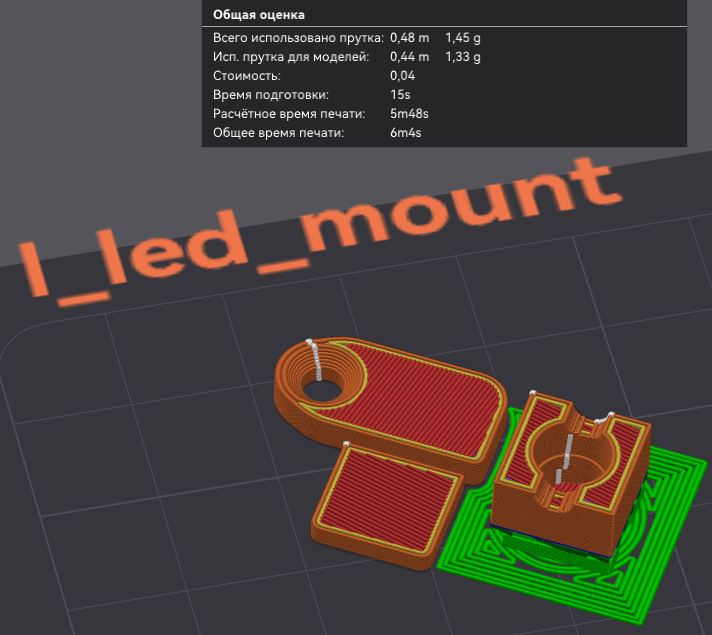 Общая оценка
Всего использовано прутка: 0,48 m 1,45 g
Исп. прутка для моделей: 0,44 m 1,33 g
Стоимость: 0,04
Время подготовки: 15s
Расчётное время печати: 5m48s
Общее время печати: 6m4s
l_led_mount